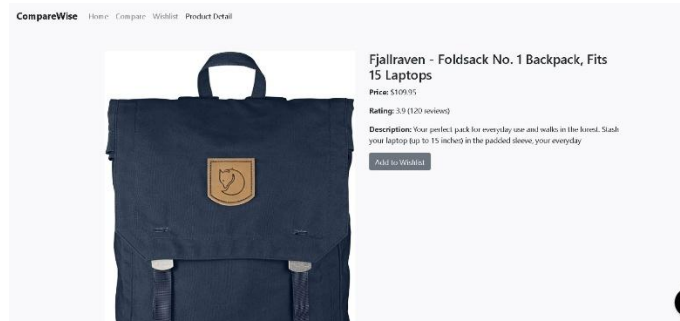 CompareWise Home Compare Wishlist Product Detail
Fjallraven - Foldsack No. 1 Backpack, Fits
15 Laptops
Price: $109.95
Rating: 3.9 (120 reviews)
Description: Your perfect pack for everyday use and walks in the forest. Stash
your laptop (up to 15 inches) in the padded sleeve, your everyday
Add to Wishlist